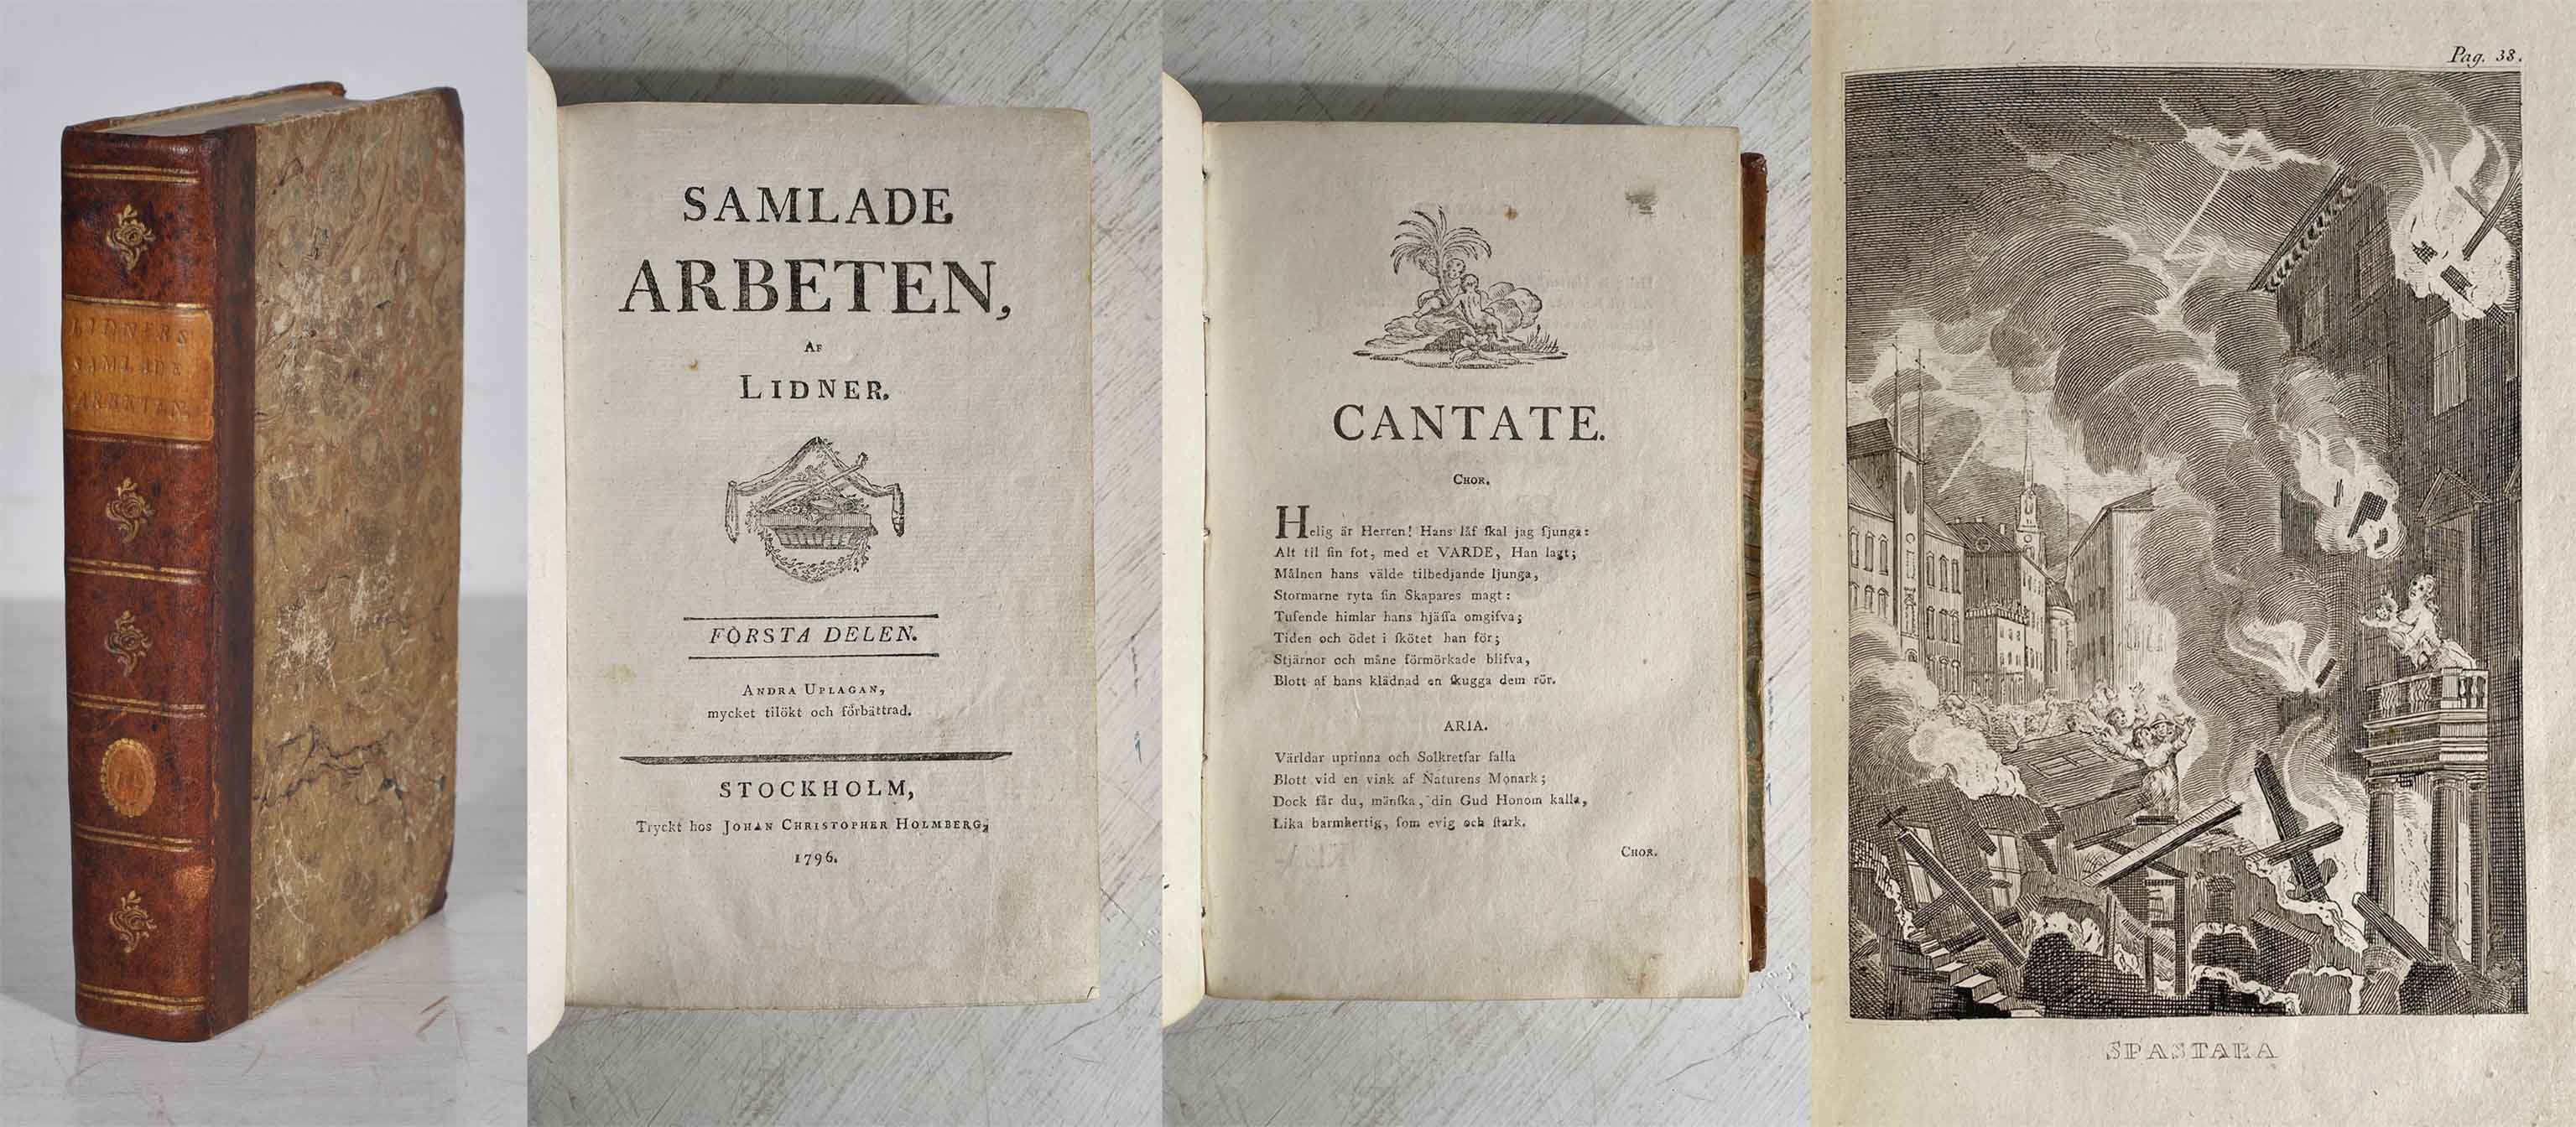 LIDNERS
SAMLADE
ARBETEN
SAMLADE
ARBETEN,
AF
LIDNER.
FÖRSTA DELEN.
ANDRA UPLAGAN,
mycket tilökt och förbättrad.
STOCKHOLM,
Tryckt hos JOHAN CHRISTOPHER HOLMBERG,
1796.
CANTATE.
CHOR.
Helig är Herren! Hans låf ſkal jag ſjunga:
Alt til ſin fot, med et VARDE, Han lagt;
Målnen hans välde tilbedjande ljunga,
Stormarne ryta ſin Skapares magt:
Tuſende himlar hans hjäſſa omgifva;
Tiden och ödet i ſkötet han för;
Stjärnor och måne förmörkade blifva,
Blott af hans klädnad en ſkugga dem rör.
ARIA.
Världar uprinna och Solkretſar falla
Blott vid en vink af Naturens Monark;
Dock får du, mänſka, din Gud Honom kalla,
Lika barmhertig, ſom evig och ſtark.
CHOR.
Pag. 38.
SPASTARA